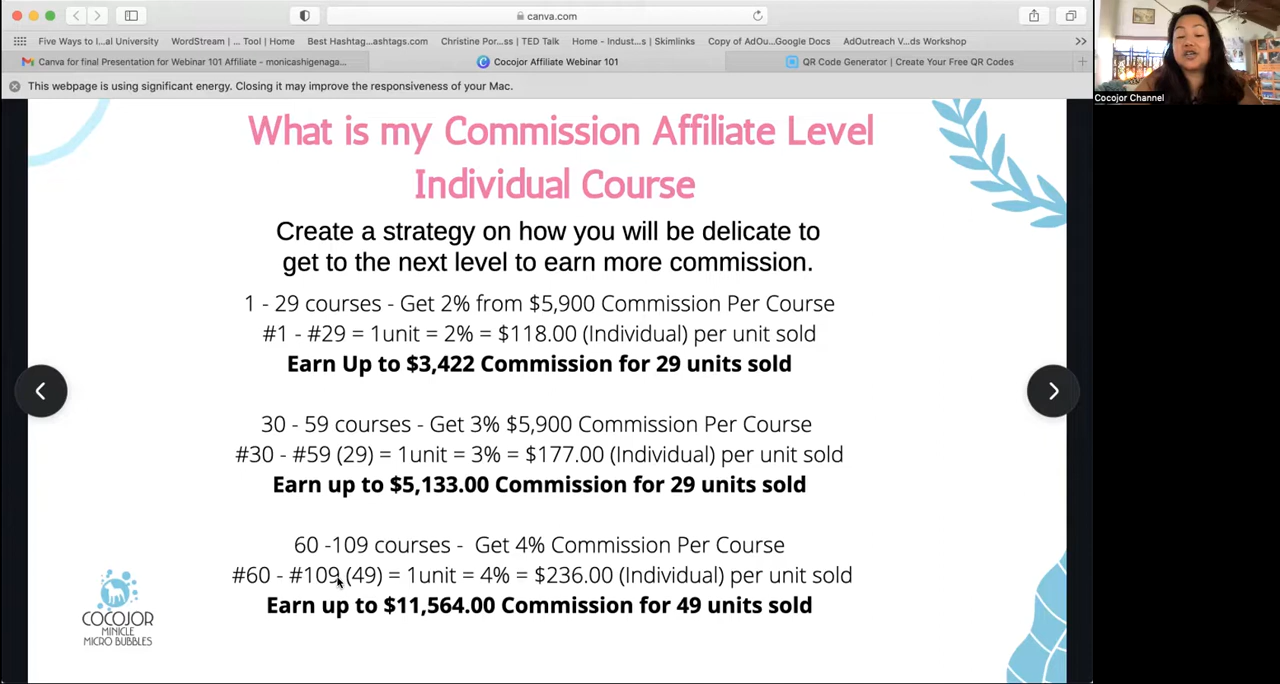 canva.com
Five Ways to I...al University
WordStream | ... Tool | Home
Best Hashtag...ashtags.com
Christine Por...ss | TED Talk
Home - Indust...s | Skimlinks
Copy of AdOu...Google Docs
AdOutreach V...ds Workshop
Canva for final Presentation for Webinar 101 Affiliate - monicashigenaga...
Cocojor Affiliate Webinar 101
QR Code Generator | Create Your Free QR Codes
This webpage is using significant energy. Closing it may improve the responsiveness of your Mac.
Cocojor Channel
What is my Commission Affiliate Level
Individual Course
Create a strategy on how you will be delicate to
get to the next level to earn more commission.
1 - 29 courses - Get 2% from $5,900 Commission Per Course
#1 - #29 = 1unit = 2% = $118.00 (Individual) per unit sold
Earn Up to $3,422 Commission for 29 units sold
30 - 59 courses - Get 3% $5,900 Commission Per Course
#30 - #59 (29) = 1unit = 3% = $177.00 (Individual) per unit sold
Earn up to $5,133.00 Commission for 29 units sold
60 -109 courses - Get 4% Commission Per Course
#60 - #109 (49) = 1unit = 4% = $236.00 (Individual) per unit sold
Earn up to $11,564.00 Commission for 49 units sold
COCOJOR
MINICLE
MICRO BUBBLES